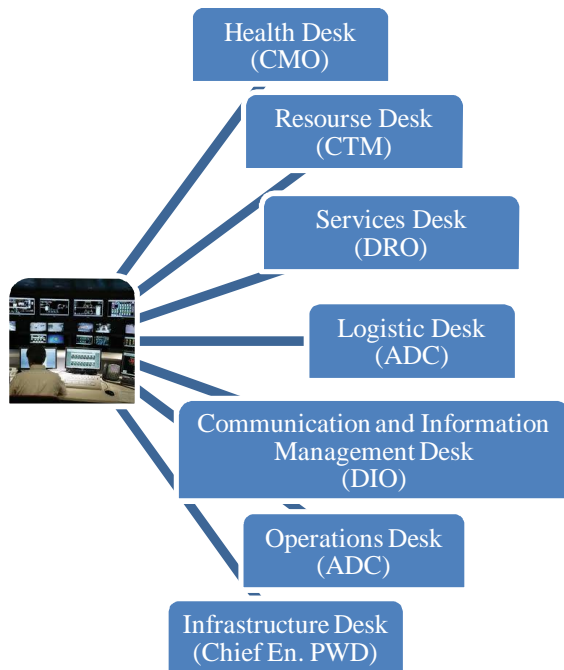 Health Desk
(CMO)
Resourse Desk
(CTM)
Services Desk
(DRO)
Logistic Desk
(ADC)
Communication and Information
Management Desk
(DIO)
Operations Desk
(ADC)
Infrastructure Desk
(Chief En. PWD)